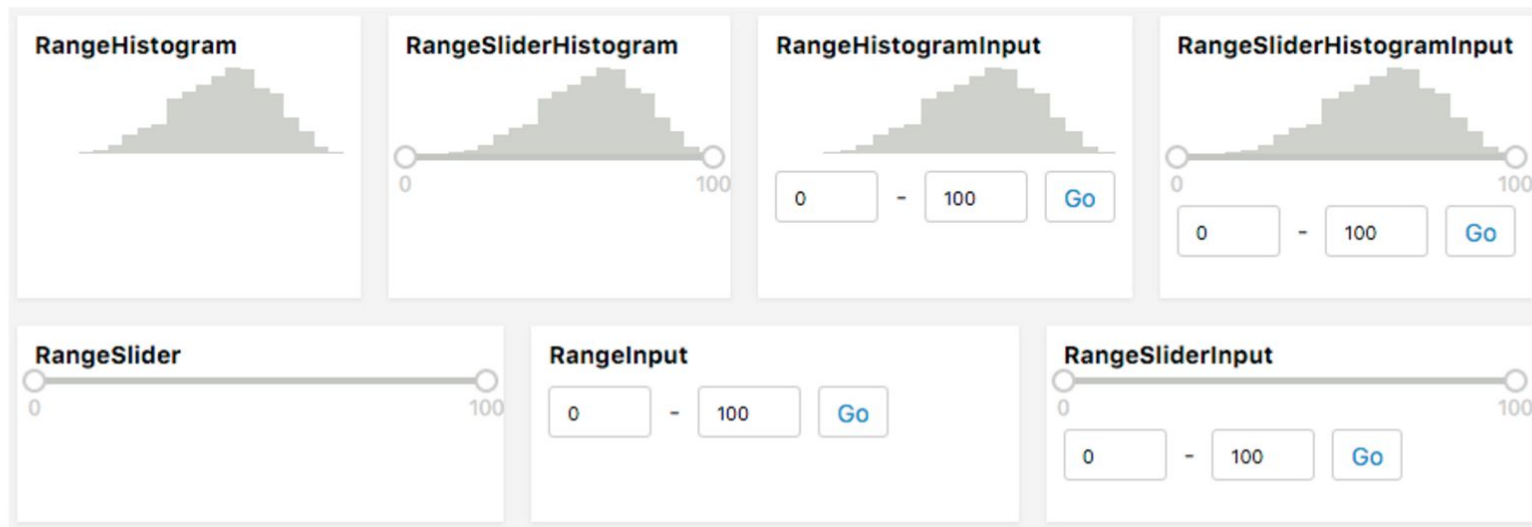 RangeHistogram
RangeSliderHistogram
0 100
RangeHistogramInput
0 - 100 Go
RangeSliderHistogramInput
0 100
0 - 100 Go
RangeSlider
0 100
RangeInput
0 - 100 Go
RangeSliderInput
0 100
0 - 100 Go